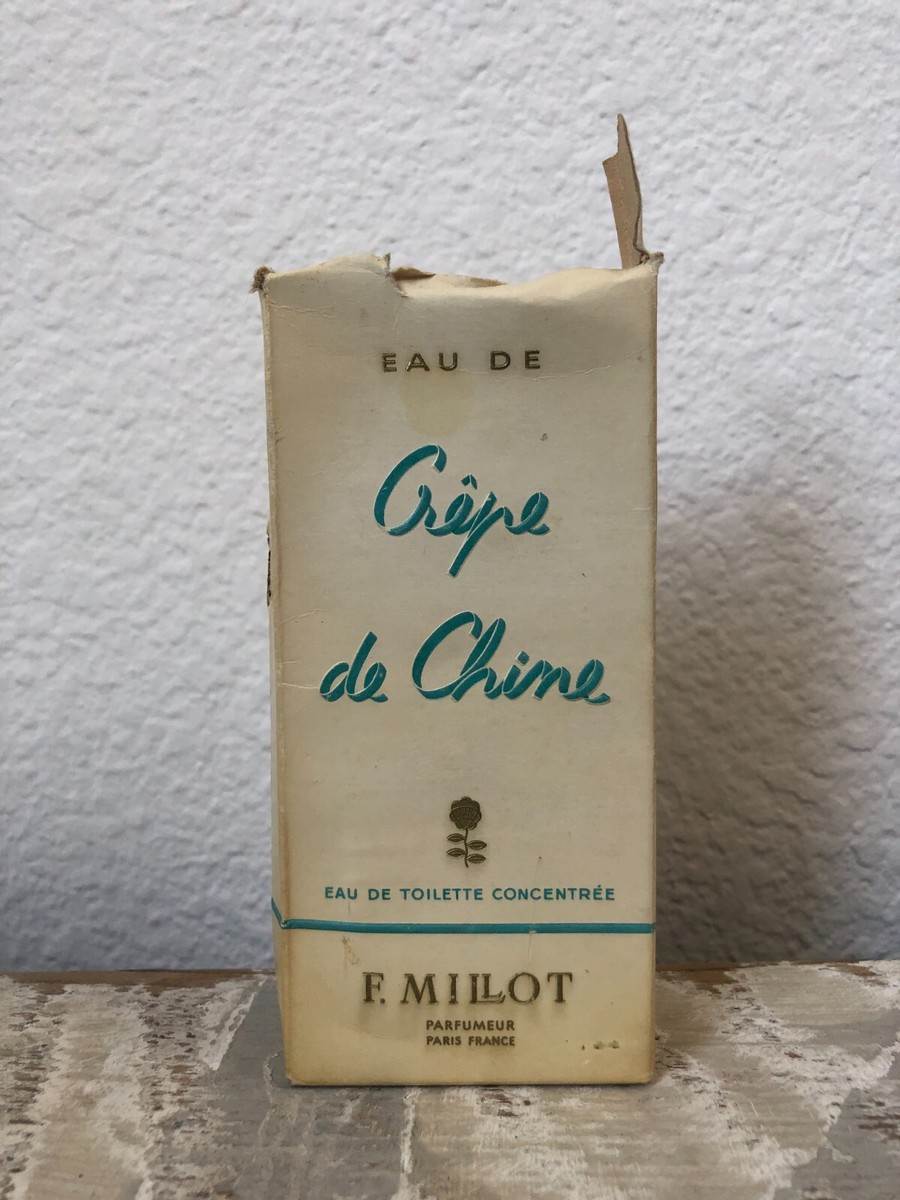 EAU DE
Crêpe
de Chine
EAU DE TOILETTE CONCENTRÉE
F. MILLOT
PARFUMEUR
PARIS FRANCE